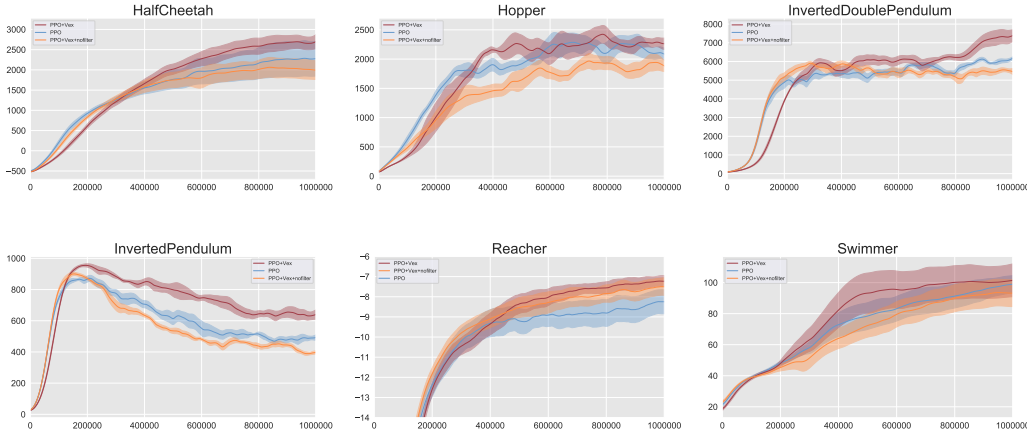 HalfCheetah
PPO+Vex
PPO
PPO+Vex+nofilter
3000
2500
2000
1500
1000
500
0
−500
0 200000 400000 600000 800000 1000000
Hopper
PPO+Vex
PPO
PPO+Vex+nofilter
2500
2000
1500
1000
500
0
0 200000 400000 600000 800000 1000000
InvertedDoublePendulum
PPO+Vex
PPO
PPO+Vex+nofilter
8000
7000
6000
5000
4000
3000
2000
1000
0
0 200000 400000 600000 800000 1000000
InvertedPendulum
PPO+Vex
PPO
PPO+Vex+nofilter
1000
800
600
400
200
0
0 200000 400000 600000 800000 1000000
Reacher
PPO+Vex
PPO+Vex+nofilter
PPO
−6
−7
−8
−9
−10
−11
−12
−13
−14
0 200000 400000 600000 800000 1000000
Swimmer
PPO+Vex
PPO
PPO+Vex+nofilter
100
80
60
40
20
0 200000 400000 600000 800000 1000000